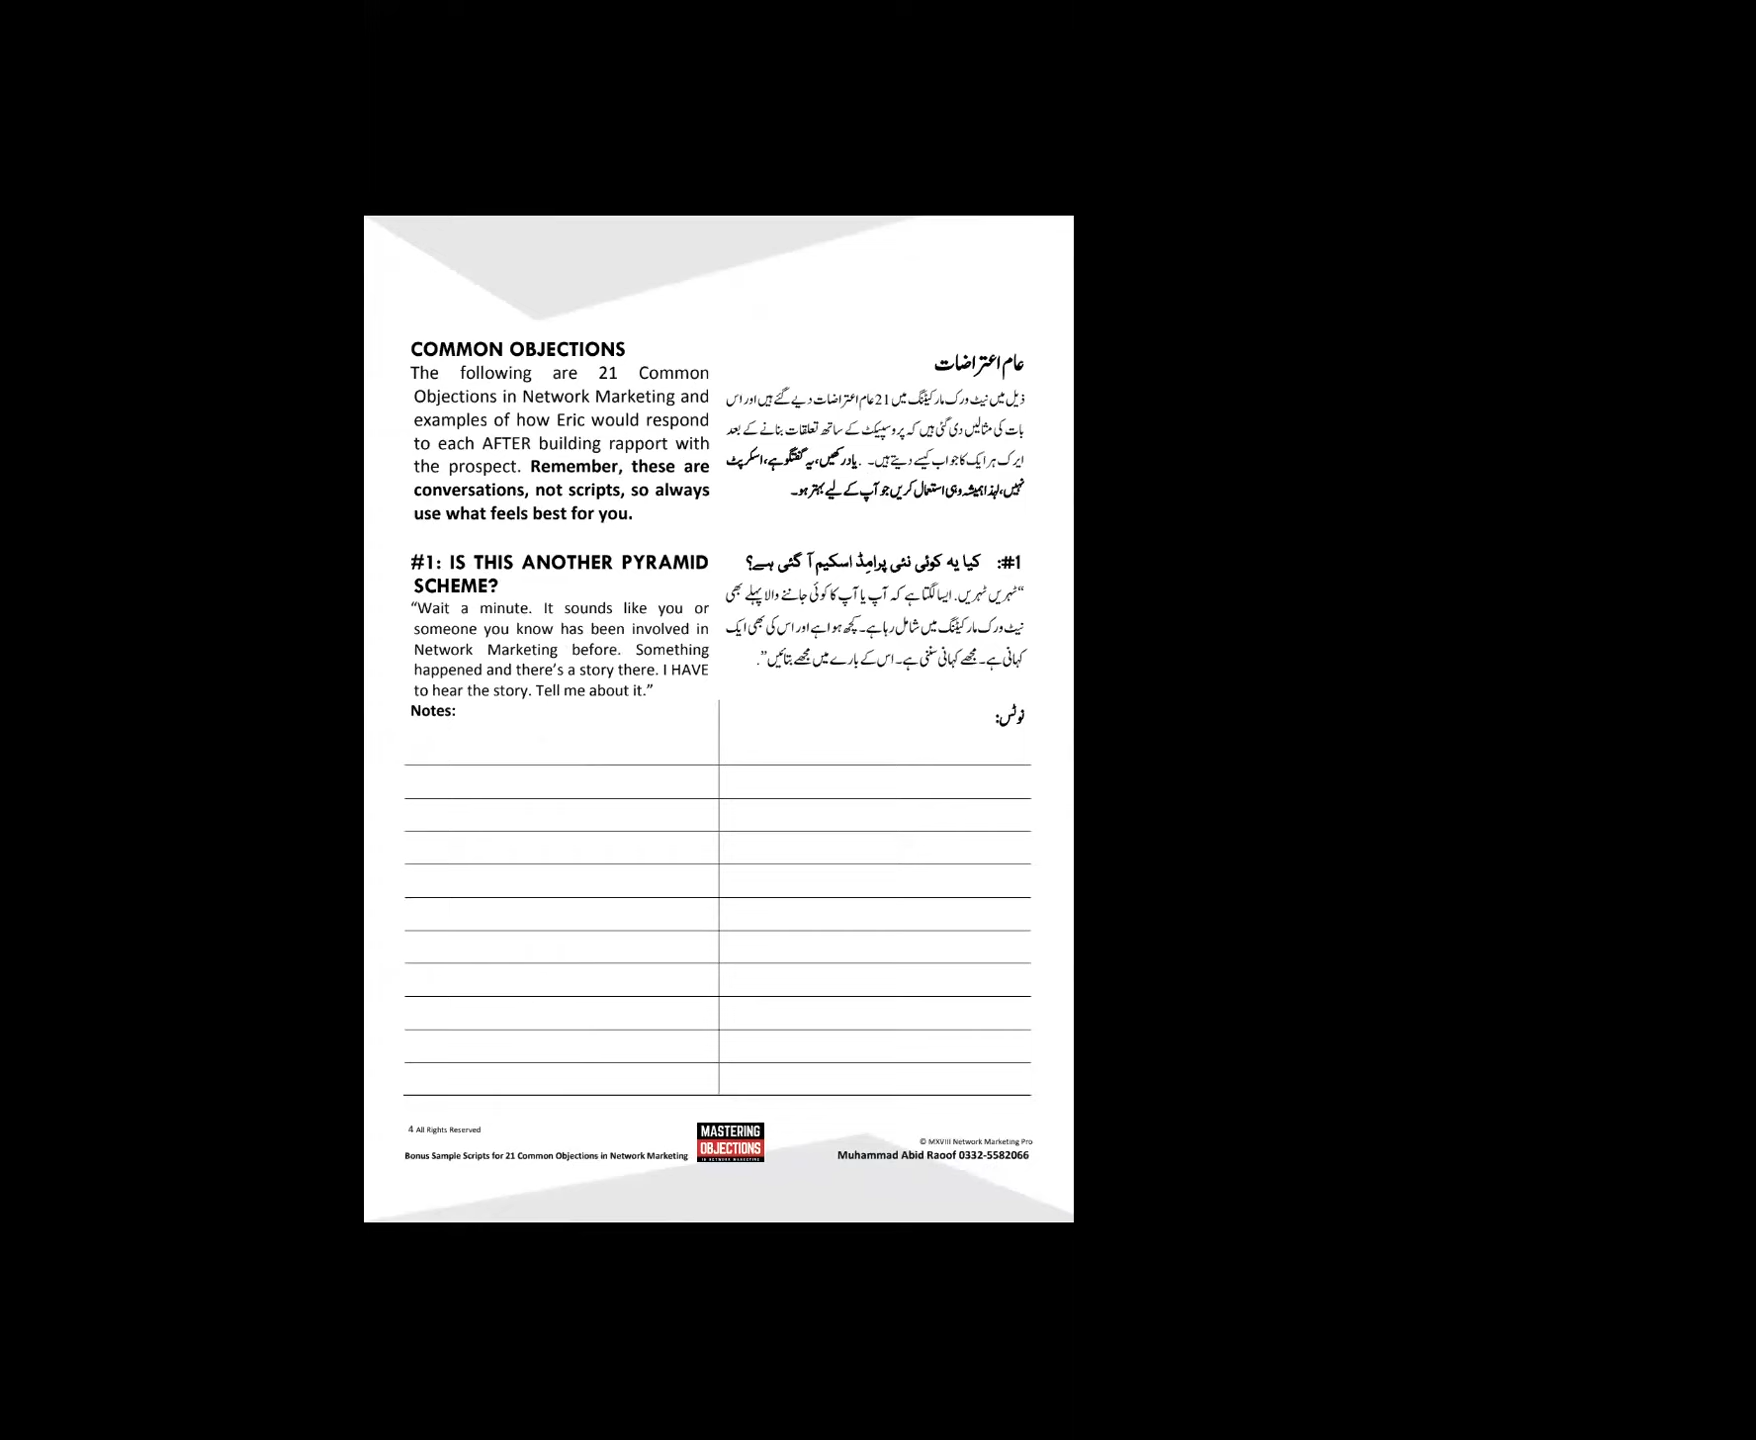 COMMON OBJECTIONS
The following are 21 Common
Objections in Network Marketing and
examples of how Eric would respond
to each AFTER building rapport with
the prospect. Remember, these are
conversations, not scripts, so always
use what feels best for you.
#1: IS THIS ANOTHER PYRAMID
SCHEME?
“Wait a minute. It sounds like you or
someone you know has been involved in
Network Marketing before. Something
happened and there’s a story there. I HAVE
to hear the story. Tell me about it.”
Notes:
عام اعتراضات
ذیل میں نیٹ ورک مارکیٹنگ میں 21 عام اعتراضات دیے گئے ہیں اور اس
بات کی مثالیں دی گئی ہیں کہ پروسپیکٹ کے ساتھ تعلقات بنانے کے بعد
ایرک ہر ایک کا جواب کیسے دیتے ہیں۔ . یاد رکھیں، یہ گفتگو ہے، اسکرپٹ
نہیں، لہذا ہمیشہ وہی استعمال کریں جو آپ کے لیے بہتر ہو۔
#1: کیا یہ کوئی نئی پرامِڈ اسکیم آ گئی ہے؟
“ٹہریں ٹہریں. ایسا لگتا ہے کہ آپ یا آپ کا کوئی جاننے والا پہلے بھی
نیٹ ورک مارکیٹنگ میں شامل رہا ہے۔ کچھ ہوا ہے اور اس کی بھی ایک
کہانی ہے۔ مجھے کہانی سننی ہے۔ اس کے بارے میں مجھے بتائیں”.
نوٹس:
4 All Rights Reserved
Bonus Sample Scripts for 21 Common Objections in Network Marketing
MASTERING
OBJECTIONS
IN NETWORK MARKETING
© MXVIII Network Marketing Pro
Muhammad Abid Raoof 0332-5582066